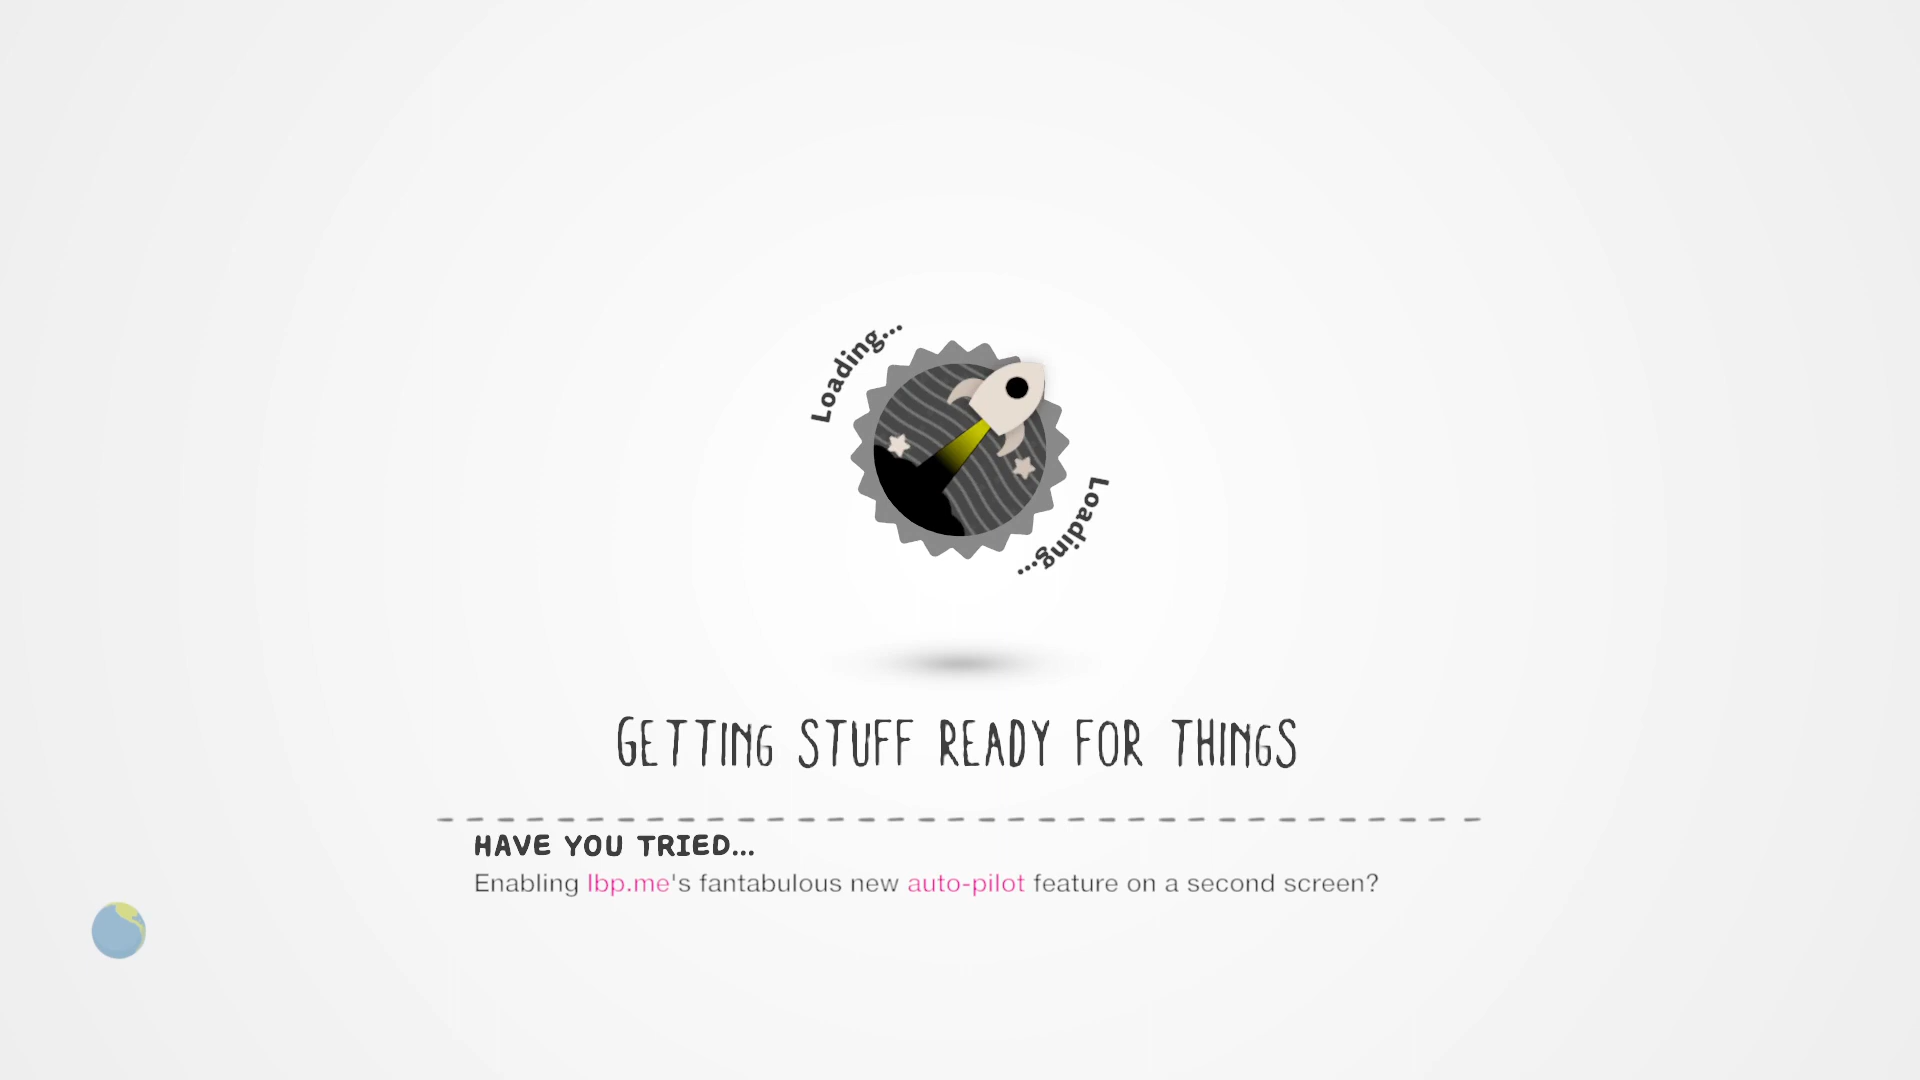 Loading...
Loading...
GETTING STUFF READY FOR THINGS
HAVE YOU TRIED...
Enabling lbp.me's fantabulous new auto-pilot feature on a second screen?